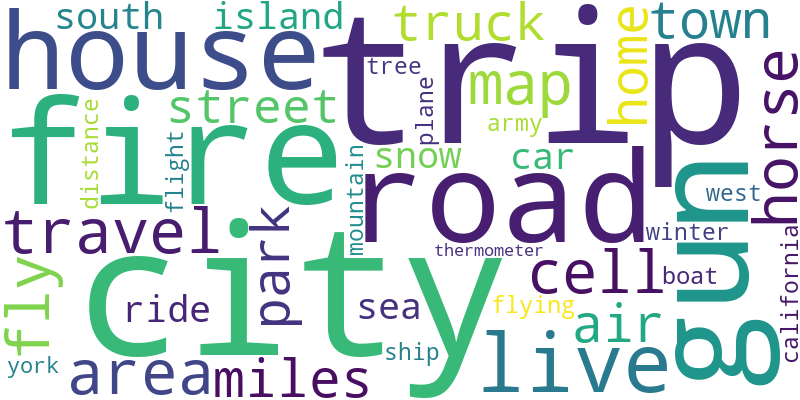 south
island
truck
home
town
house
trip
tree
map
horse
plane
street
fire
distance
army
flight
snow
car
mountain
road
gun
west
travel
park
winter
thermometer
california
city
cell
boat
fly
ride
sea
flying
air
ship
live
york
area
miles